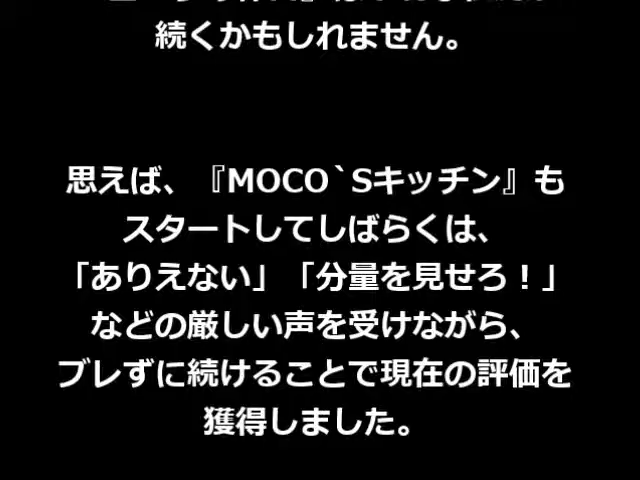 続くかもしれません。
思えば、『MOCO`Sキッチン』も
スタートしてしばらくは、
「ありえない」「分量を見せろ！」
などの厳しい声を受けながら、
ブレずに続けることで現在の評価を
獲得しました。